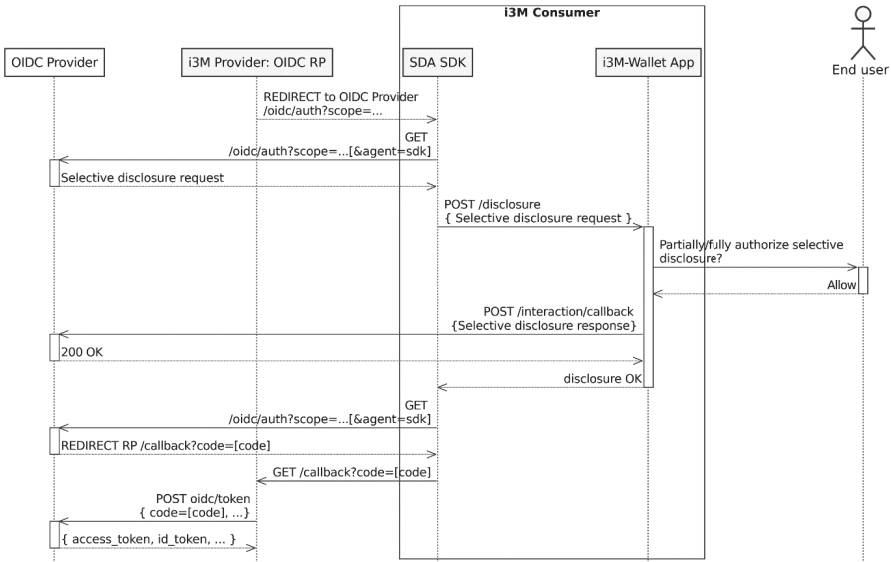 i3M Consumer
OIDC Provider
i3M Provider: OIDC RP
SDA SDK
i3M-Wallet App
End user
REDIRECT to OIDC Provider
/oidc/auth?scope=...
GET
/oidc/auth?scope=...[&agent=sdk]
Selective disclosure request
POST /disclosure
{ Selective disclosure request }
Partially/fully authorize selective
disclosure?
Allow
POST /interaction/callback
{Selective disclosure response}
200 OK
disclosure OK
GET
/oidc/auth?scope=...[&agent=sdk]
REDIRECT RP /callback?code=[code]
GET /callback?code=[code]
POST oidc/token
{ code=[code], ...}
{ access_token, id_token, ... }